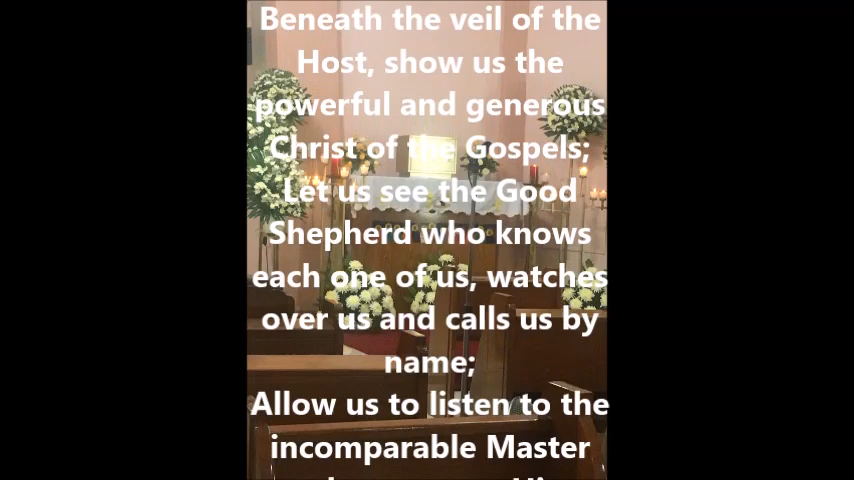 Beneath the veil of the
Host, show us the
powerful and generous
Christ of the Gospels;
Let us see the Good
Shepherd who knows
each one of us, watches
over us and calls us by
name;
Allow us to listen to the
incomparable Master